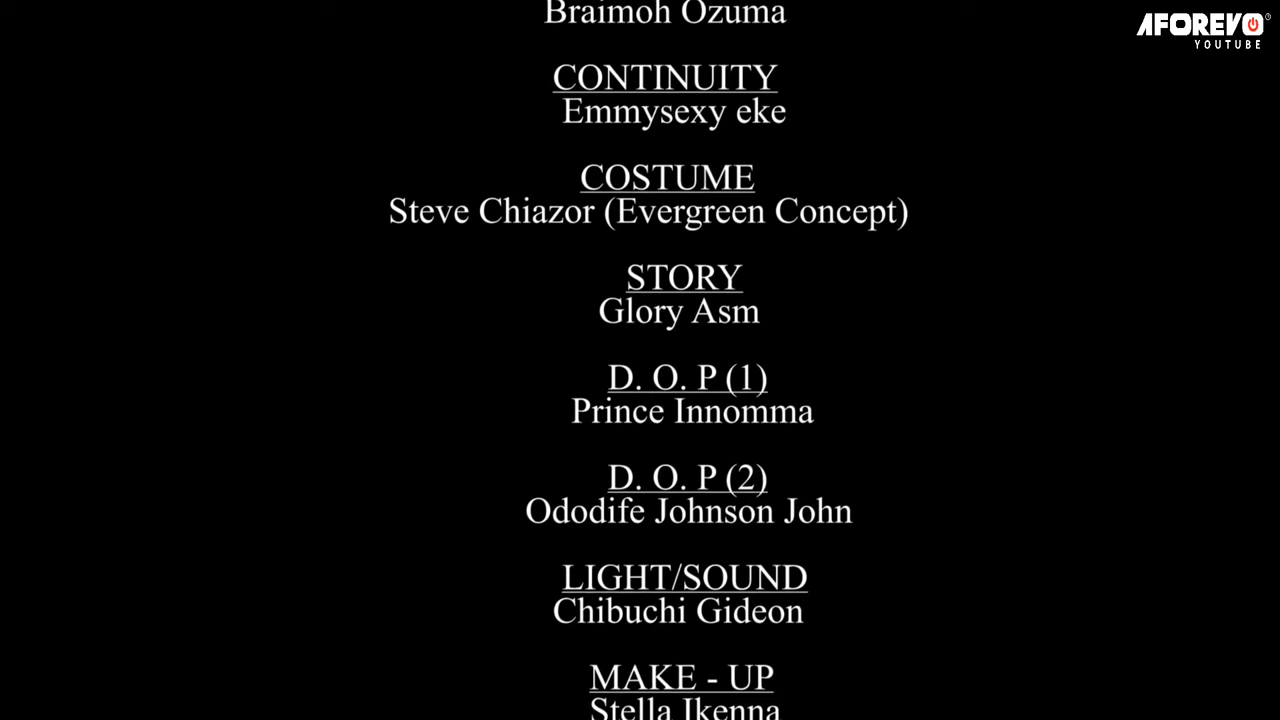 Braimoh Ozuma
AFOREVO
YOUTUBE
CONTINUITY
Emmysexy eke
COSTUME
Steve Chiazor (Evergreen Concept)
STORY
Glory Asm
D. O. P (1)
Prince Innomma
D. O. P (2)
Ododife Johnson John
LIGHT/SOUND
Chibuchi Gideon
MAKE - UP
Stella Ikenna